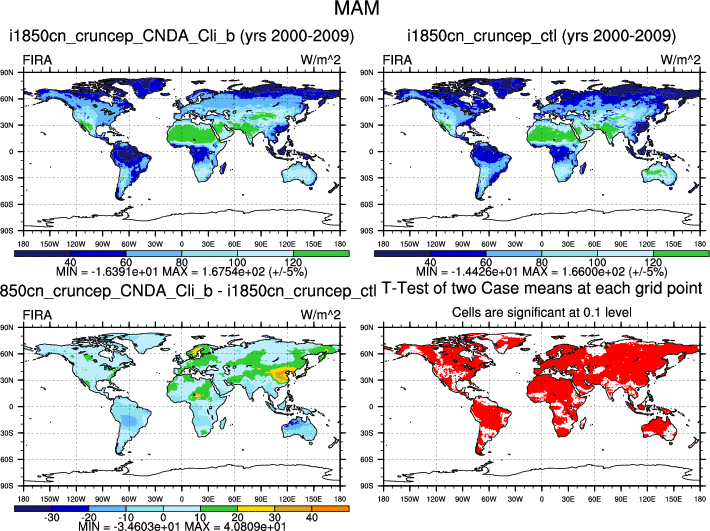 MAM
i1850cn_cruncep_CNDA_Cli_b (yrs 2000-2009)
FIRA W/m^2
90N
60N
30N
0
30S
60S
90S
180 150W 120W 90W 60W 30W 0 30E 60E 90E 120E 150E 180
40 60 80 100 120
MIN = -1.6391e+01 MAX = 1.6754e+02 (+/-5%)
i1850cn_cruncep_ctl (yrs 2000-2009)
FIRA W/m^2
90N
60N
30N
0
30S
60S
90S
180 150W 120W 90W 60W 30W 0 30E 60E 90E 120E 150E 180
40 60 80 100 120
MIN = -1.4426e+01 MAX = 1.6600e+02 (+/-5%)
850cn_cruncep_CNDA_Cli_b - i1850cn_cruncep_ctl
FIRA W/m^2
90N
60N
30N
0
30S
60S
90S
180 150W 120W 90W 60W 30W 0 30E 60E 90E 120E 150E 180
-30 -20 -10 0 10 20 30 40
MIN = -3.4603e+01 MAX = 4.0809e+01
T-Test of two Case means at each grid point
Cells are significant at 0.1 level
90N
60N
30N
0
30S
60S
90S
180 150W 120W 90W 60W 30W 0 30E 60E 90E 120E 150E 180